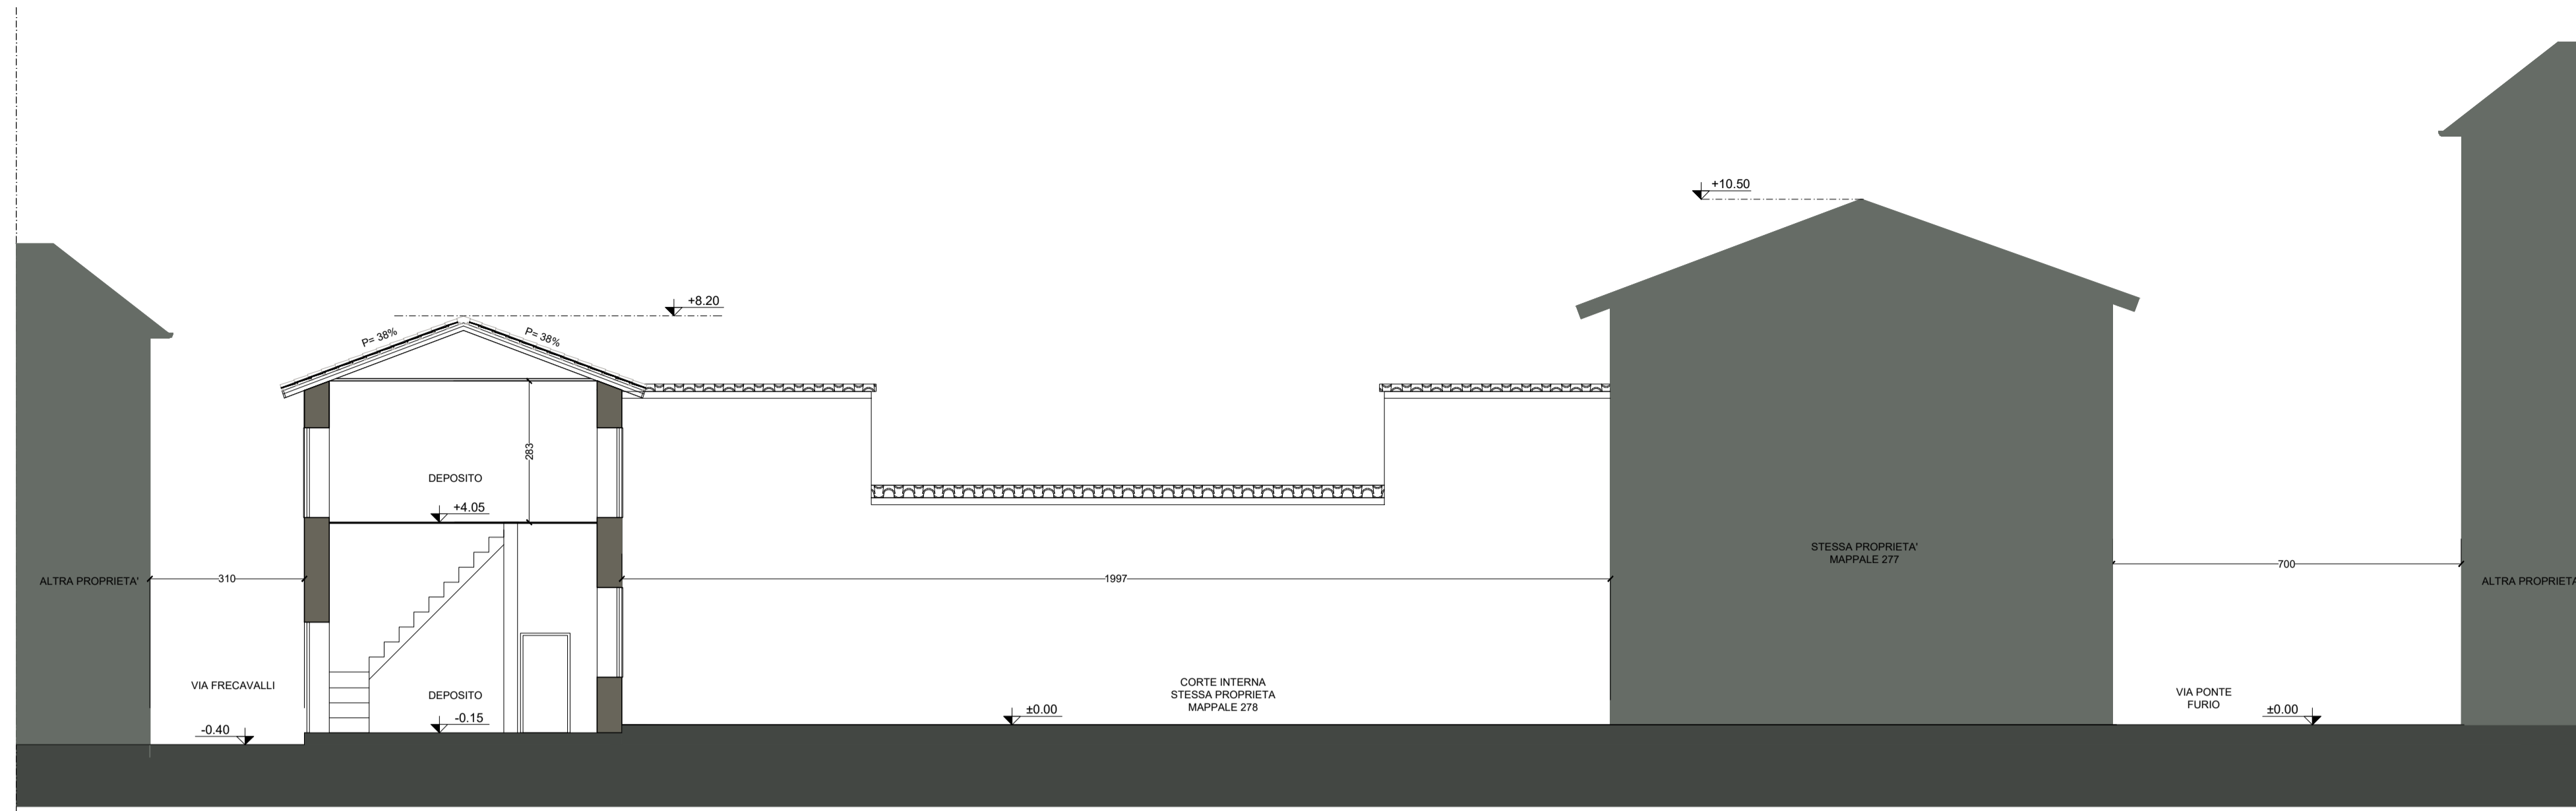 +10.50
+8.20
P= 38%
P= 38%
283
DEPOSITO
+4.05
STESSA PROPRIETA'
MAPPALE 277
700
ALTRA PROPRIETA'
310
1997
ALTRA PROPRIETA
VIA FRECAVALLI
DEPOSITO
CORTE INTERNA
STESSA PROPRIETA
MAPPALE 278
VIA PONTE
FURIO
±0.00
±0.00
-0.15
-0.40